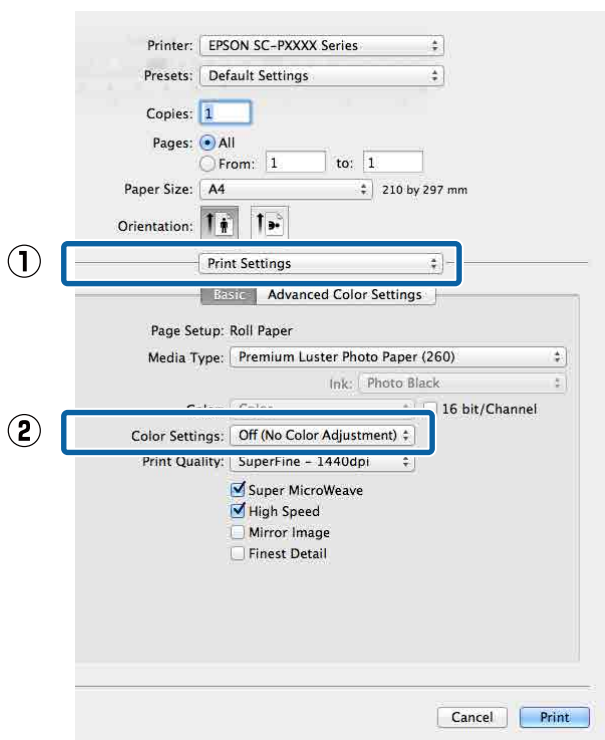 Printer: EPSON SC-PXXXX Series
Presets: Default Settings
Copies: 1
Pages: All
From: 1 to: 1
Paper Size: A4 210 by 297 mm
Orientation:
① Print Settings
Basic Advanced Color Settings
Page Setup: Roll Paper
Media Type: Premium Luster Photo Paper (260)
Ink: Photo Black
Color: Color 16 bit/Channel
② Color Settings: Off (No Color Adjustment)
Print Quality: SuperFine – 1440dpi
Super MicroWeave
High Speed
Mirror Image
Finest Detail
Cancel Print